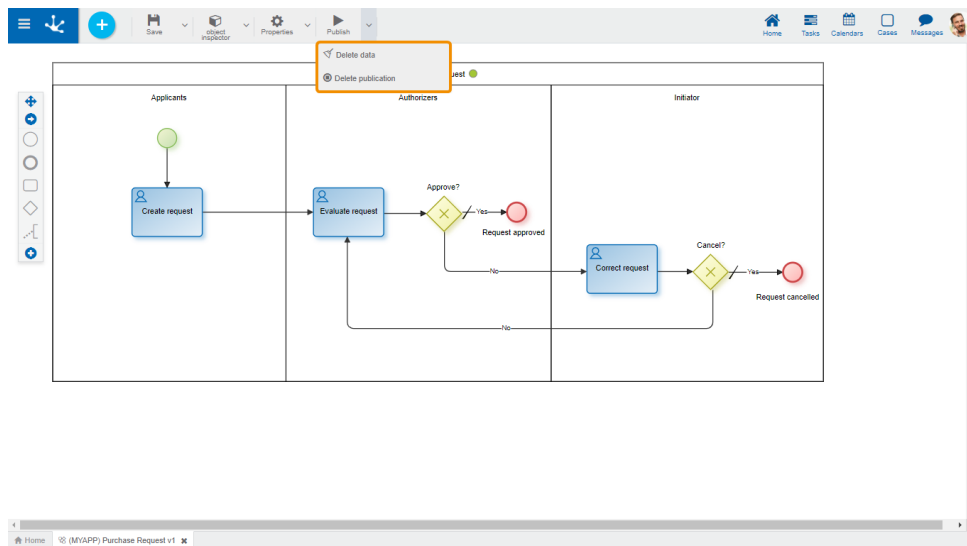 Save
object
inspector
Properties
Publish
Home
Tasks
Calendars
Cases
Messages
Delete data
Delete publication
uest
Applicants
Authorizers
Initiator
Create request
Evaluate request
Approve?
Yes
Request approved
No
Correct request
Cancel?
Yes
Request cancelled
No
Home
(MYAPP) Purchase Request v1